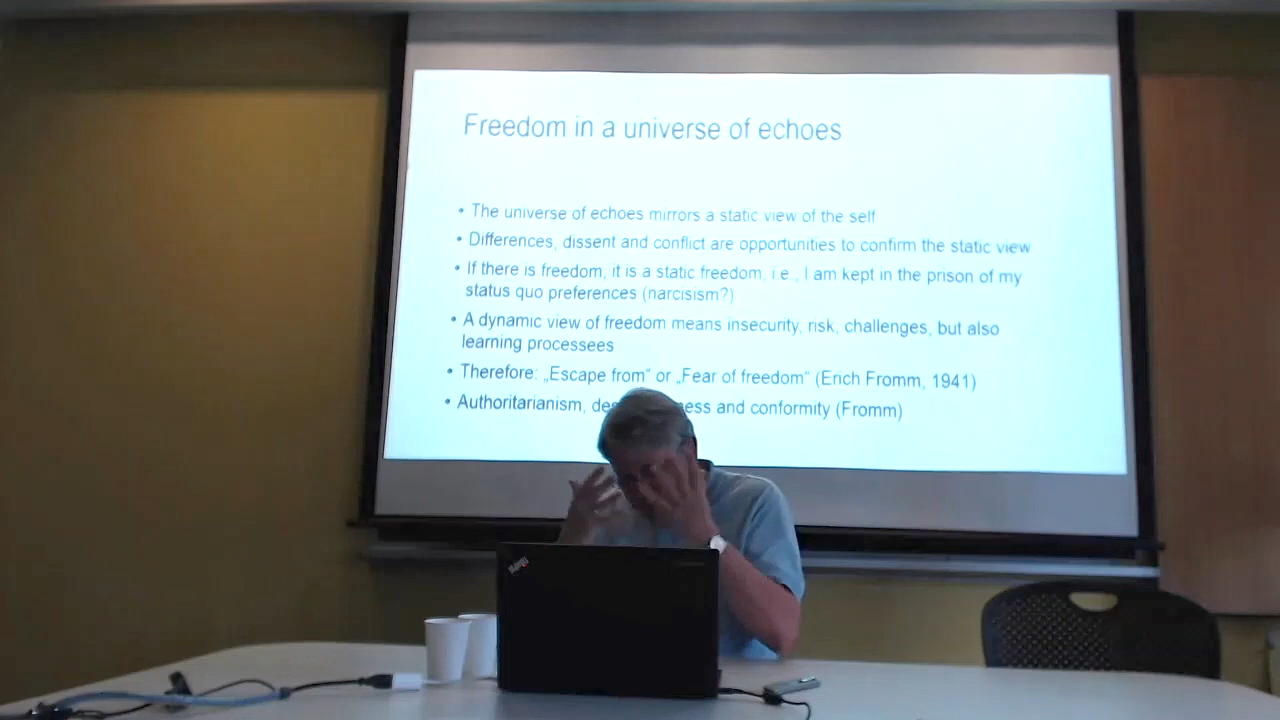 Freedom in a universe of echoes
• The universe of echoes mirrors a static view of the self
• Differences, dissent and conflict are opportunities to confirm the static view
• If there is freedom, it is a static freedom, i.e., I am kept in the prison of my
status quo preferences (narcisism?)
• A dynamic view of freedom means insecurity, risk, challenges, but also
learning processees
• Therefore: „Escape from“ or „Fear of freedom“ (Erich Fromm, 1941)
• Authoritarianism, and conformity (Fromm)